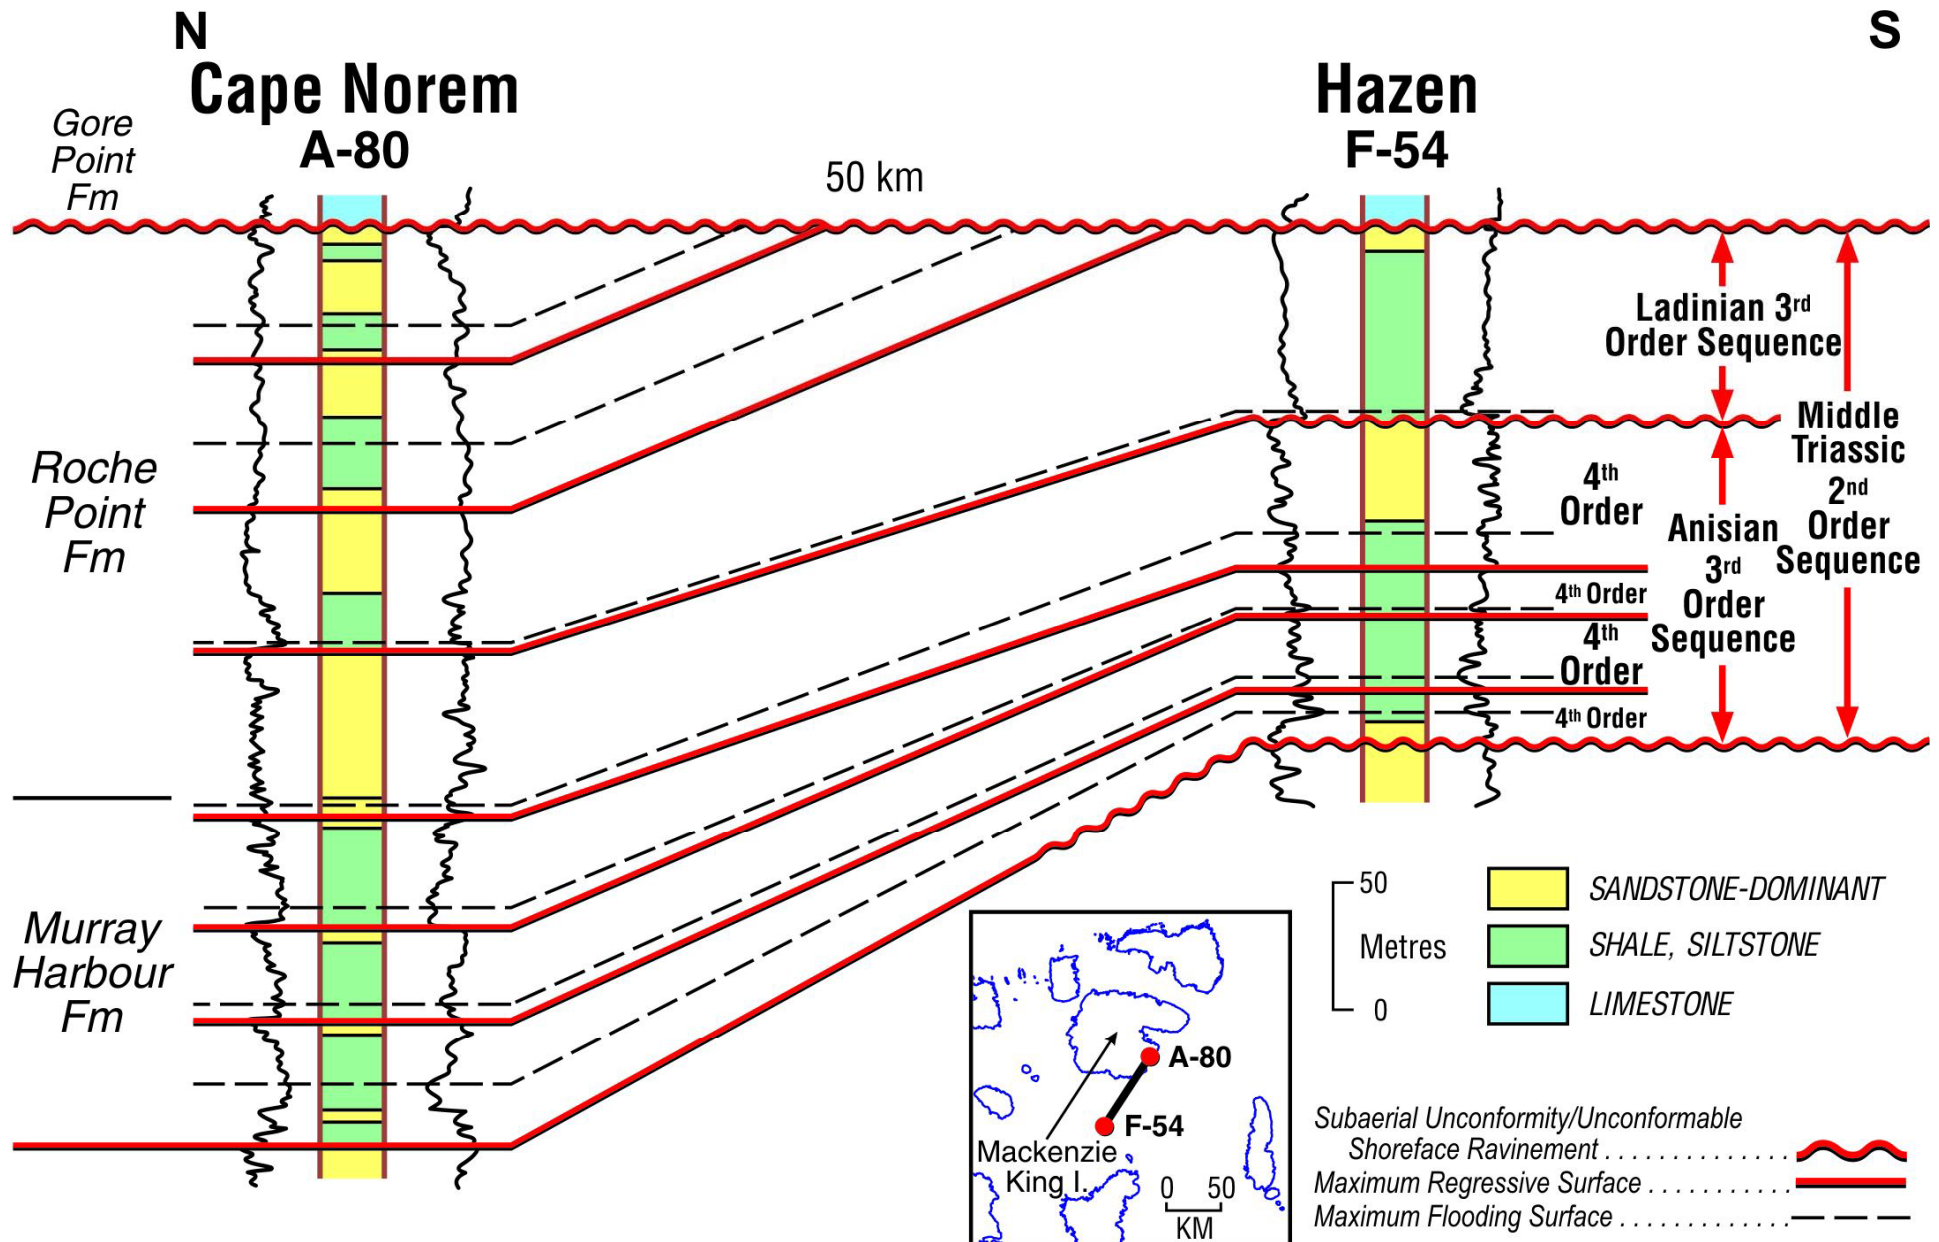 N
S
Cape Norem
A-80
Hazen
F-54
50 km
Gore
Point
Fm
Roche
Point
Fm
Murray
Harbour
Fm
Ladinian 3rd
Order Sequence
Middle
Triassic
2nd
Order
Sequence
4th
Order
Anisian
3rd
Order
Sequence
4th Order
4th
Order
4th Order
50
Metres
0
SANDSTONE-DOMINANT
SHALE, SILTSTONE
LIMESTONE
A-80
F-54
Mackenzie
King I.
0 50
KM
Subaerial Unconformity/Unconformable
Shoreface Ravinement . . . . . . . . . . . . . .
Maximum Regressive Surface . . . . . . . . . . .
Maximum Flooding Surface . . . . . . . . . . . . .